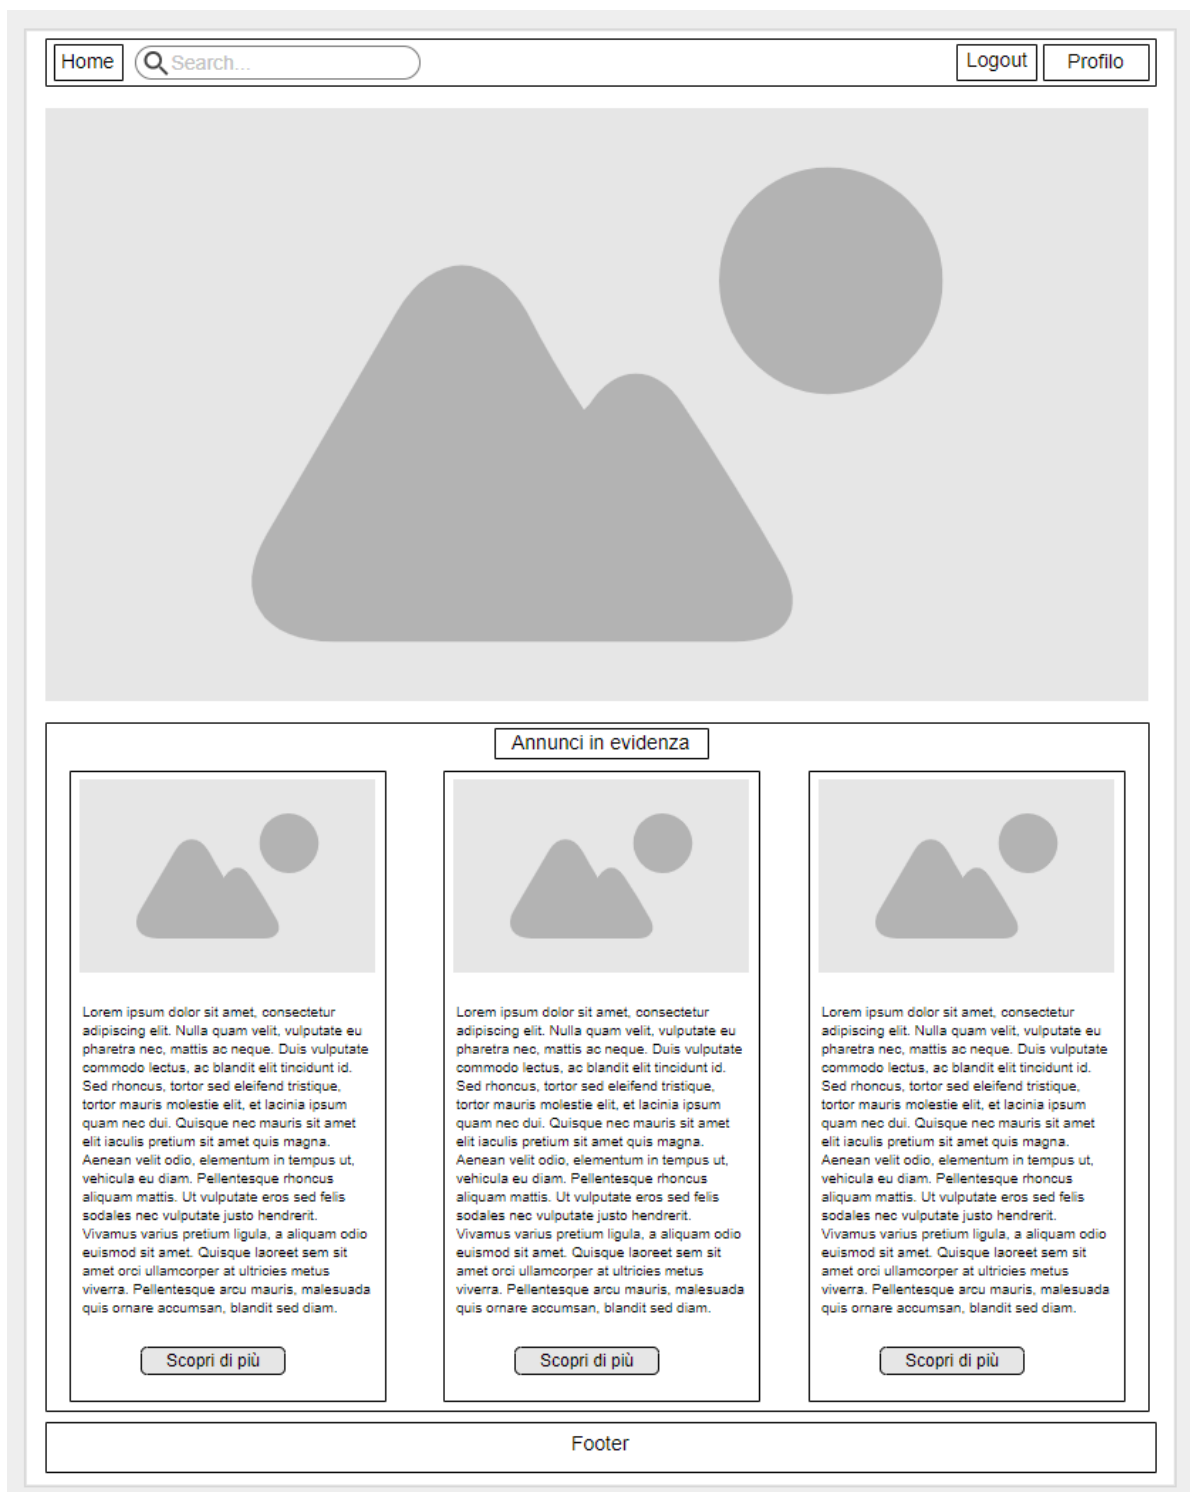 Home
Search...
Logout
Profilo
Annunci in evidenza
Lorem ipsum dolor sit amet, consectetur
adipiscing elit. Nulla quam velit, vulputate eu
pharetra nec, mattis ac neque. Duis vulputate
commodo lectus, ac blandit elit tincidunt id.
Sed rhoncus, tortor sed eleifend tristique,
tortor mauris molestie elit, et lacinia ipsum
quam nec dui. Quisque nec mauris sit amet
elit iaculis pretium sit amet quis magna.
Aenean velit odio, elementum in tempus ut,
vehicula eu diam. Pellentesque rhoncus
aliquam mattis. Ut vulputate eros sed felis
sodales nec vulputate justo hendrerit.
Vivamus varius pretium ligula, a aliquam odio
euismod sit amet. Quisque laoreet sem sit
amet orci ullamcorper at ultricies metus
viverra. Pellentesque arcu mauris, malesuada
quis ornare accumsan, blandit sed diam.
Scopri di più
Lorem ipsum dolor sit amet, consectetur
adipiscing elit. Nulla quam velit, vulputate eu
pharetra nec, mattis ac neque. Duis vulputate
commodo lectus, ac blandit elit tincidunt id.
Sed rhoncus, tortor sed eleifend tristique,
tortor mauris molestie elit, et lacinia ipsum
quam nec dui. Quisque nec mauris sit amet
elit iaculis pretium sit amet quis magna.
Aenean velit odio, elementum in tempus ut,
vehicula eu diam. Pellentesque rhoncus
aliquam mattis. Ut vulputate eros sed felis
sodales nec vulputate justo hendrerit.
Vivamus varius pretium ligula, a aliquam odio
euismod sit amet. Quisque laoreet sem sit
amet orci ullamcorper at ultricies metus
viverra. Pellentesque arcu mauris, malesuada
quis ornare accumsan, blandit sed diam.
Scopri di più
Lorem ipsum dolor sit amet, consectetur
adipiscing elit. Nulla quam velit, vulputate eu
pharetra nec, mattis ac neque. Duis vulputate
commodo lectus, ac blandit elit tincidunt id.
Sed rhoncus, tortor sed eleifend tristique,
tortor mauris molestie elit, et lacinia ipsum
quam nec dui. Quisque nec mauris sit amet
elit iaculis pretium sit amet quis magna.
Aenean velit odio, elementum in tempus ut,
vehicula eu diam. Pellentesque rhoncus
aliquam mattis. Ut vulputate eros sed felis
sodales nec vulputate justo hendrerit.
Vivamus varius pretium ligula, a aliquam odio
euismod sit amet. Quisque laoreet sem sit
amet orci ullamcorper at ultricies metus
viverra. Pellentesque arcu mauris, malesuada
quis ornare accumsan, blandit sed diam.
Scopri di più
Footer